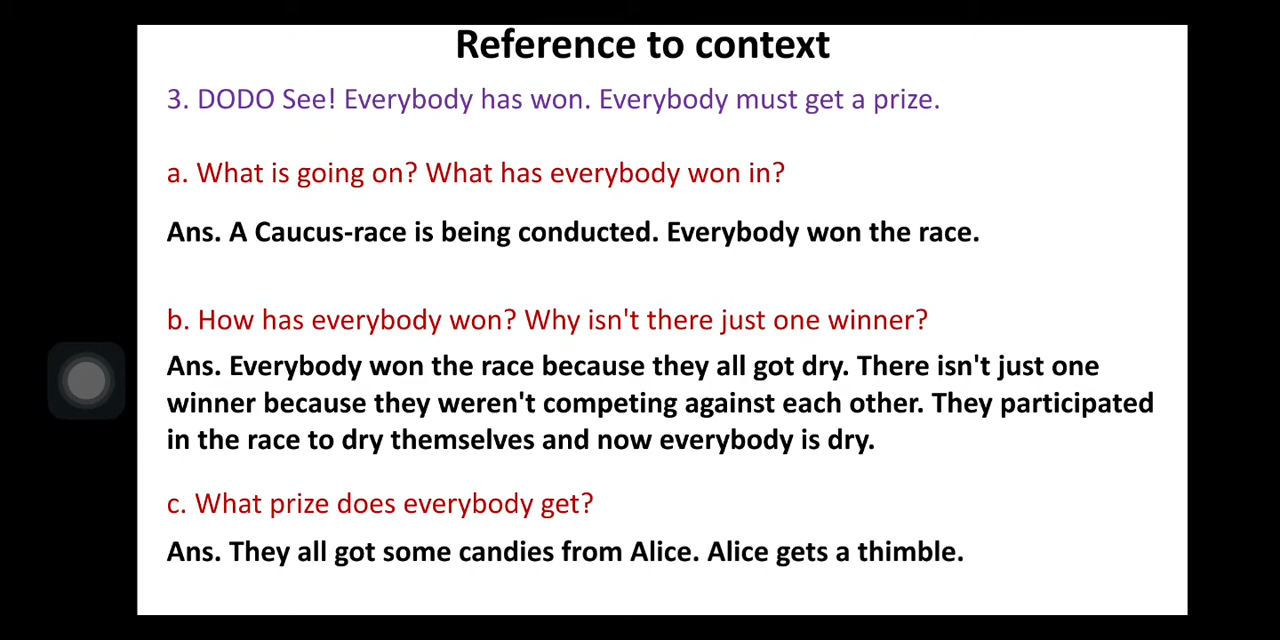 Reference to context
3. DODO See! Everybody has won. Everybody must get a prize.
a. What is going on? What has everybody won in?
Ans. A Caucus-race is being conducted. Everybody won the race.
b. How has everybody won? Why isn't there just one winner?
Ans. Everybody won the race because they all got dry. There isn't just one
winner because they weren't competing against each other. They participated
in the race to dry themselves and now everybody is dry.
c. What prize does everybody get?
Ans. They all got some candies from Alice. Alice gets a thimble.